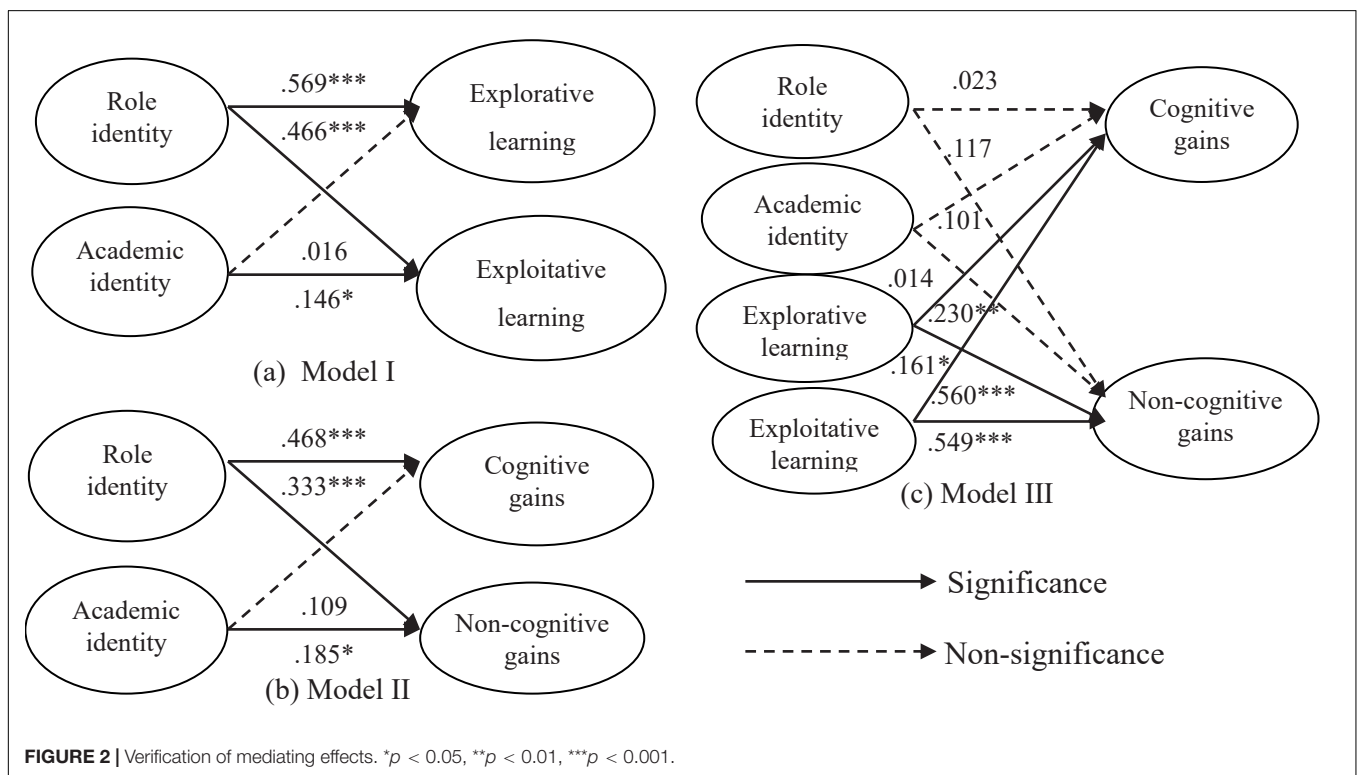 Role
identity
.569***
.466***
Explorative
learning
Academic
identity
.016
.146*
Exploitative
learning
(a) Model I
Role
identity
.468***
.333***
Cognitive
gains
Academic
identity
.109
.185*
Non-cognitive
gains
(b) Model II
Role
identity
.023
.117
Cognitive
gains
Academic
identity
.101
.014
Explorative
learning
.230**
.161*
Exploitative
learning
.560***
.549***
Non-cognitive
gains
(c) Model III
Significance
Non-significance
FIGURE 2 | Verification of mediating effects. *p < 0.05, **p < 0.01, ***p < 0.001.